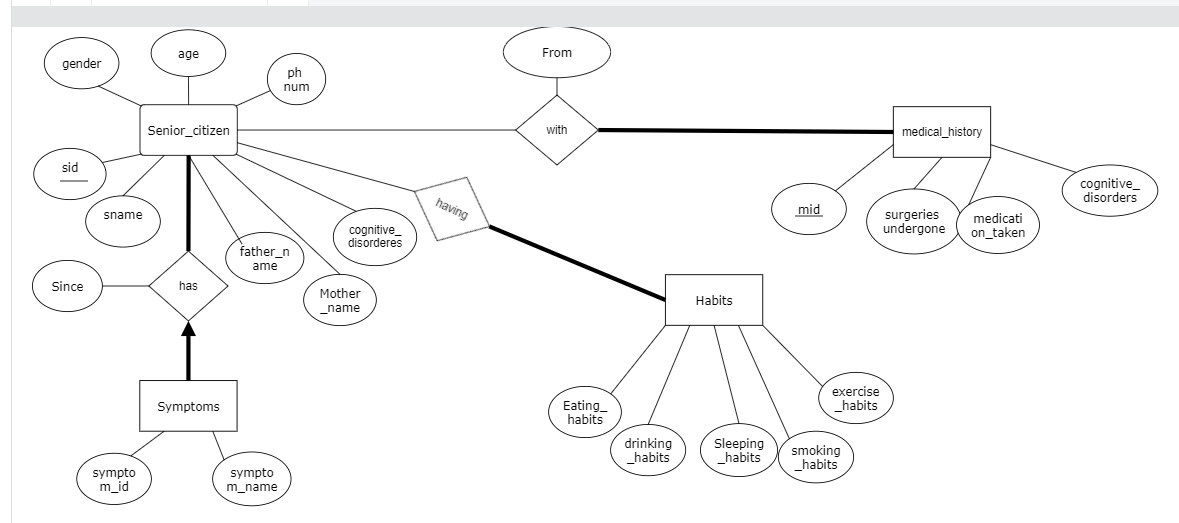 gender
age
ph
num
From
Senior_citizen
with
medical_history
sid
sname
father_n
ame
Mother
_name
cognitive_
disorderes
having
mid
surgeries
undergone
medicati
on_taken
cognitive_
disorders
Since
has
Habits
Symptoms
Eating_
habits
drinking
_habits
Sleeping
_habits
smoking
_habits
exercise
_habits
sympto
m_id
sympto
m_name